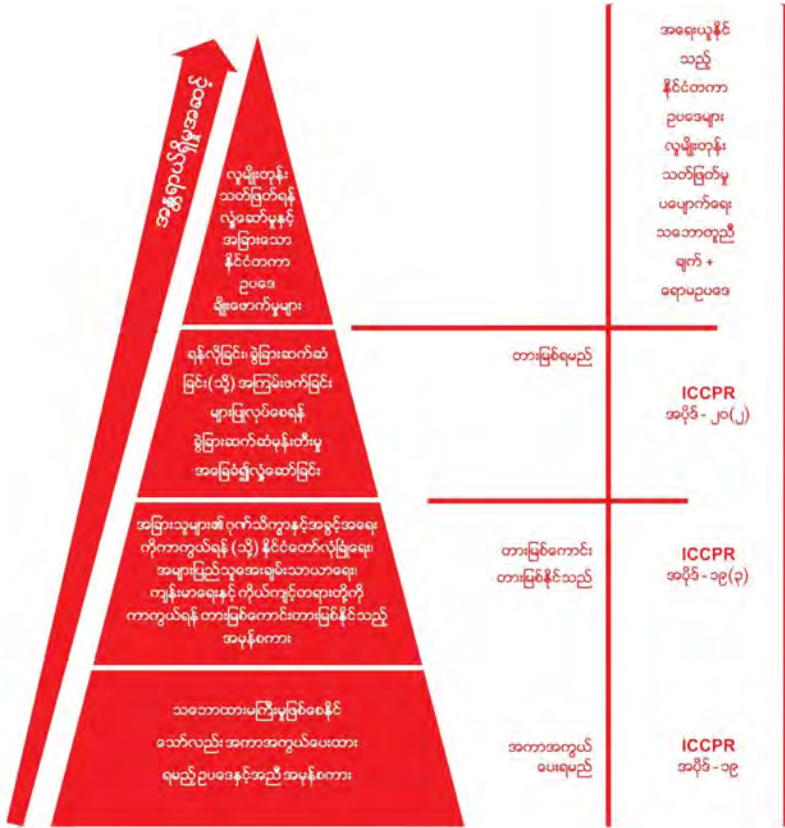 အန္တရာယ်ရှိမှုအဆင့်
လူမျိုးတုန်း
သတ်ဖြတ်ရန်
လှုံ့ဆော်မှုနှင့်
အခြားသော
နိုင်ငံတကာ
ဥပဒေ
ချိုးဖောက်မှုများ
အရေးယူနိုင်
သည့်
နိုင်ငံတကာ
ဥပဒေများ
လူမျိုးတုန်း
သတ်ဖြတ်မှု
ပပျောက်ရေး
သဘောတူညီ
ချက် +
ရောမဥပဒေ
ရန်လိုခြင်း၊ ခွဲခြားဆက်ဆံ
ခြင်း(သို့) အကြမ်းဖက်ခြင်း
များပြုလုပ်စေရန်
ခွဲခြားဆက်ဆံမုန်းတီးမှု
အခြေခံ၍လှုံ့ဆော်ခြင်း
တားမြစ်ရမည်
ICCPR
အပိုဒ် - ၂၀(၂)
အခြားသူများ၏ ဂုဏ်သိက္ခာနှင့်အခွင့်အရေး
ကိုကာကွယ်ရန် (သို့) နိုင်ငံတော်လုံခြုံရေး၊
အများပြည်သူအေးချမ်းသာယာရေး၊
ကျန်းမာရေးနှင့် ကိုယ်ကျင့်တရားတို့ကို
ကာကွယ်ရန် တားမြစ်ကောင်းတားမြစ်နိုင်သည့်
အမုန်းစကား
တားမြစ်ကောင်း
တားမြစ်နိုင်သည်
ICCPR
အပိုဒ် - ၁၉(၃)
သဘောထားမကြီးမှုဖြစ်စေနိုင်
သော်လည်း အကာအကွယ်ပေးထား
ရမည့် ဥပဒေနှင့်အညီ အမုန်စကား
အကာအကွယ်
ပေးရမည်
ICCPR
အပိုဒ် - ၁၉